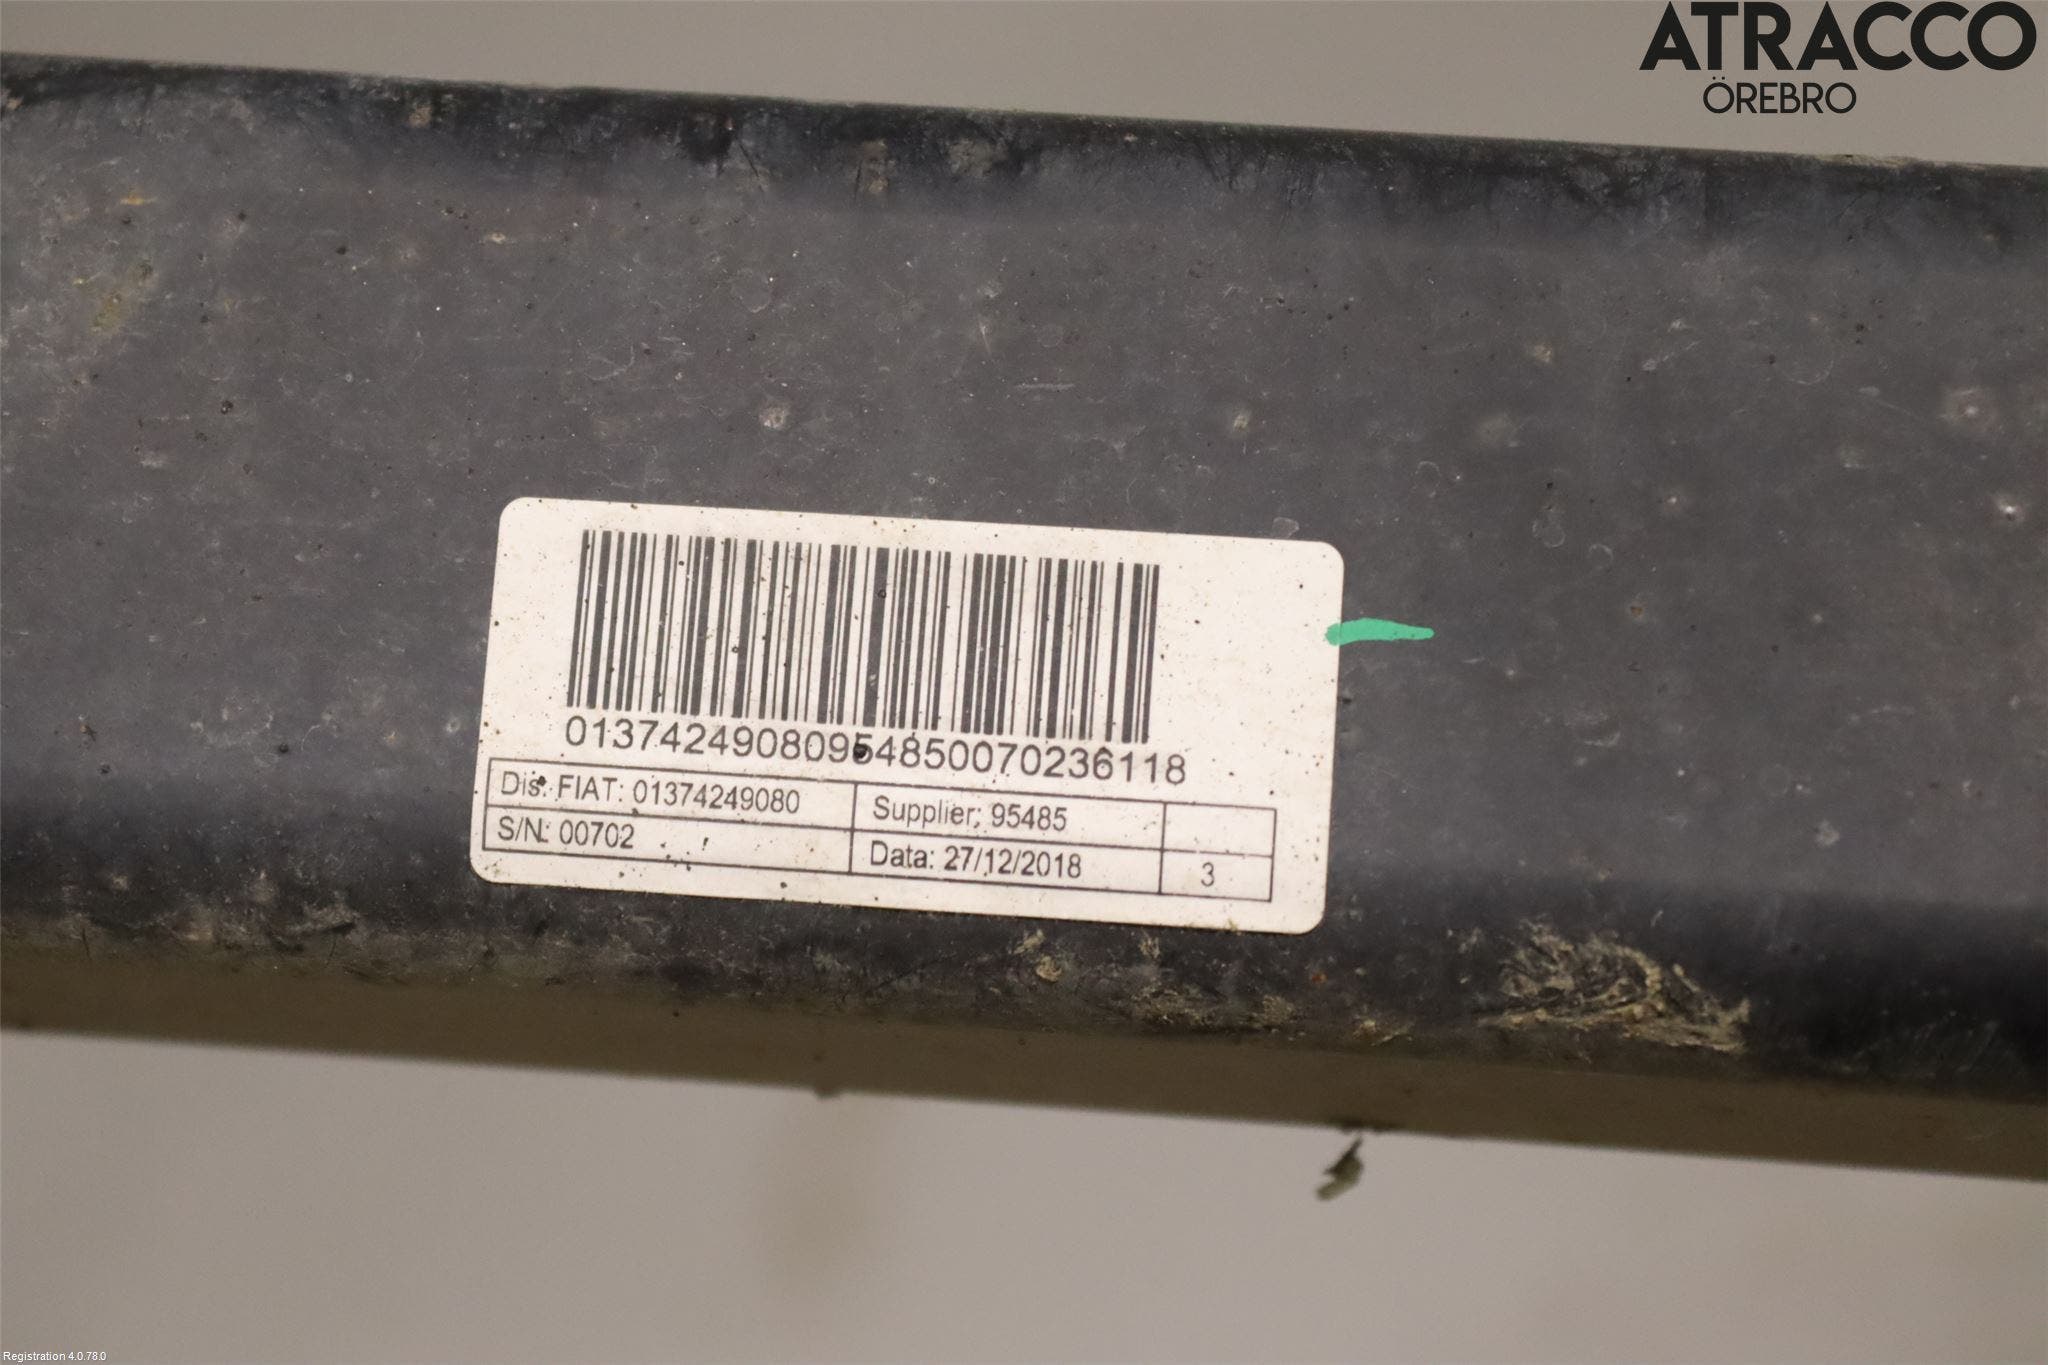 ATRACCO
ÖREBRO
01374249080954850070236118
Dis. FIAT: 01374249080
Supplier: 95485
S/N: 00702
Data: 27/12/2018
3
Registration 4.0.78.0